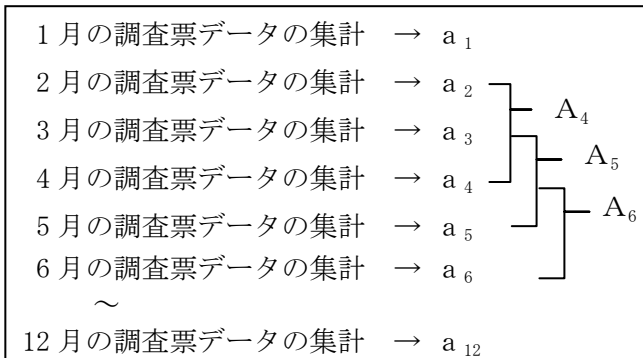 1月の調査票データの集計 → a₁
2月の調査票データの集計 → a₂
A₄
3月の調査票データの集計 → a₃
A₅
4月の調査票データの集計 → a₄
A₆
5月の調査票データの集計 → a₅
6月の調査票データの集計 → a₆
～
12月の調査票データの集計 → a₁₂